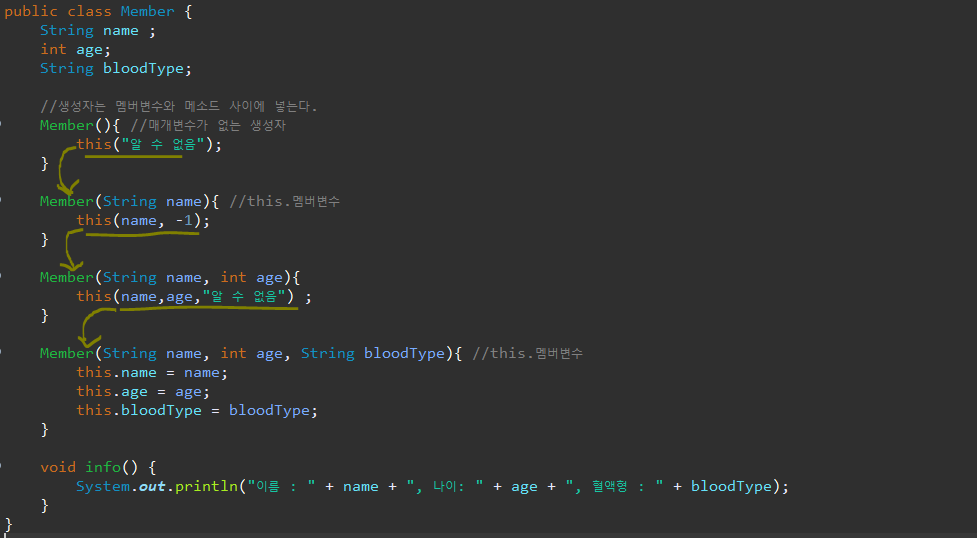 public class Member {
String name ;
int age;
String bloodType;
//생성자는 멤버변수와 메소드 사이에 넣는다.
Member(){ //매개변수가 없는 생성자
this("알 수 없음");
}
Member(String name){ //this.멤버변수
this(name, -1);
}
Member(String name, int age){
this(name,age,"알 수 없음") ;
}
Member(String name, int age, String bloodType){ //this.멤버변수
this.name = name;
this.age = age;
this.bloodType = bloodType;
}
void info() {
System.out.println("이름 : " + name + ", 나이: " + age + ", 혈액형 : " + bloodType);
}
}